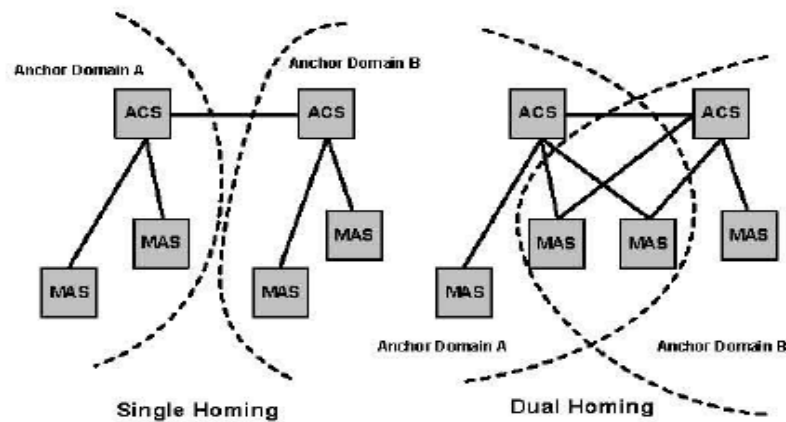 Anchor Domain A
Anchor Domain B
ACS
ACS
MAS
MAS
MAS
MAS
Single Homing
ACS
ACS
MAS
MAS
MAS
MAS
Anchor Domain A
Anchor Domain B
Dual Homing